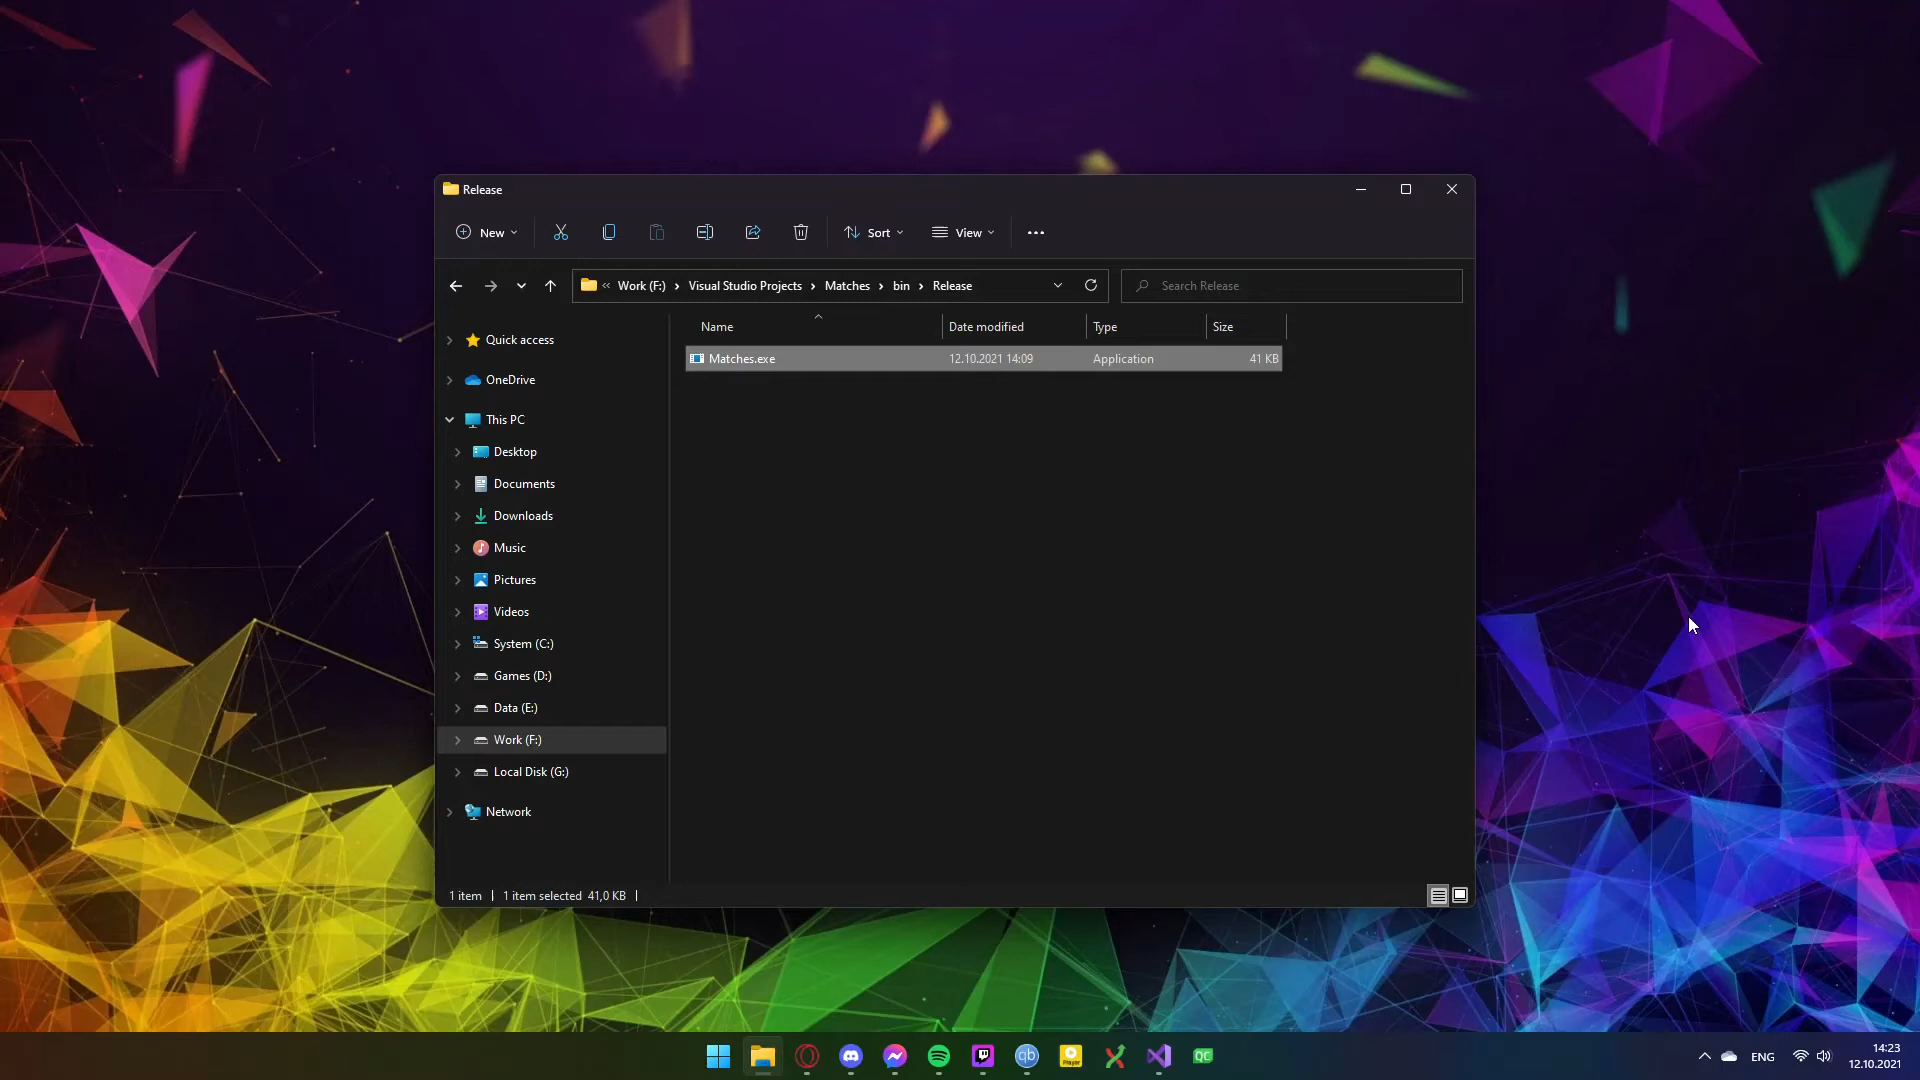 Release
New
Sort
View
Work (F:)
Visual Studio Projects
Matches
bin
Release
Search Release
Name
Date modified
Type
Size
Matches.exe
12.10.2021 14:09
Application
41 KB
Quick access
OneDrive
This PC
Desktop
Documents
Downloads
Music
Pictures
Videos
System (C:)
Games (D:)
Data (E:)
Work (F:)
Local Disk (G:)
Network
1 item
1 item selected 41,0 KB
qb
Player
QC
ENG
14:23
12.10.2021